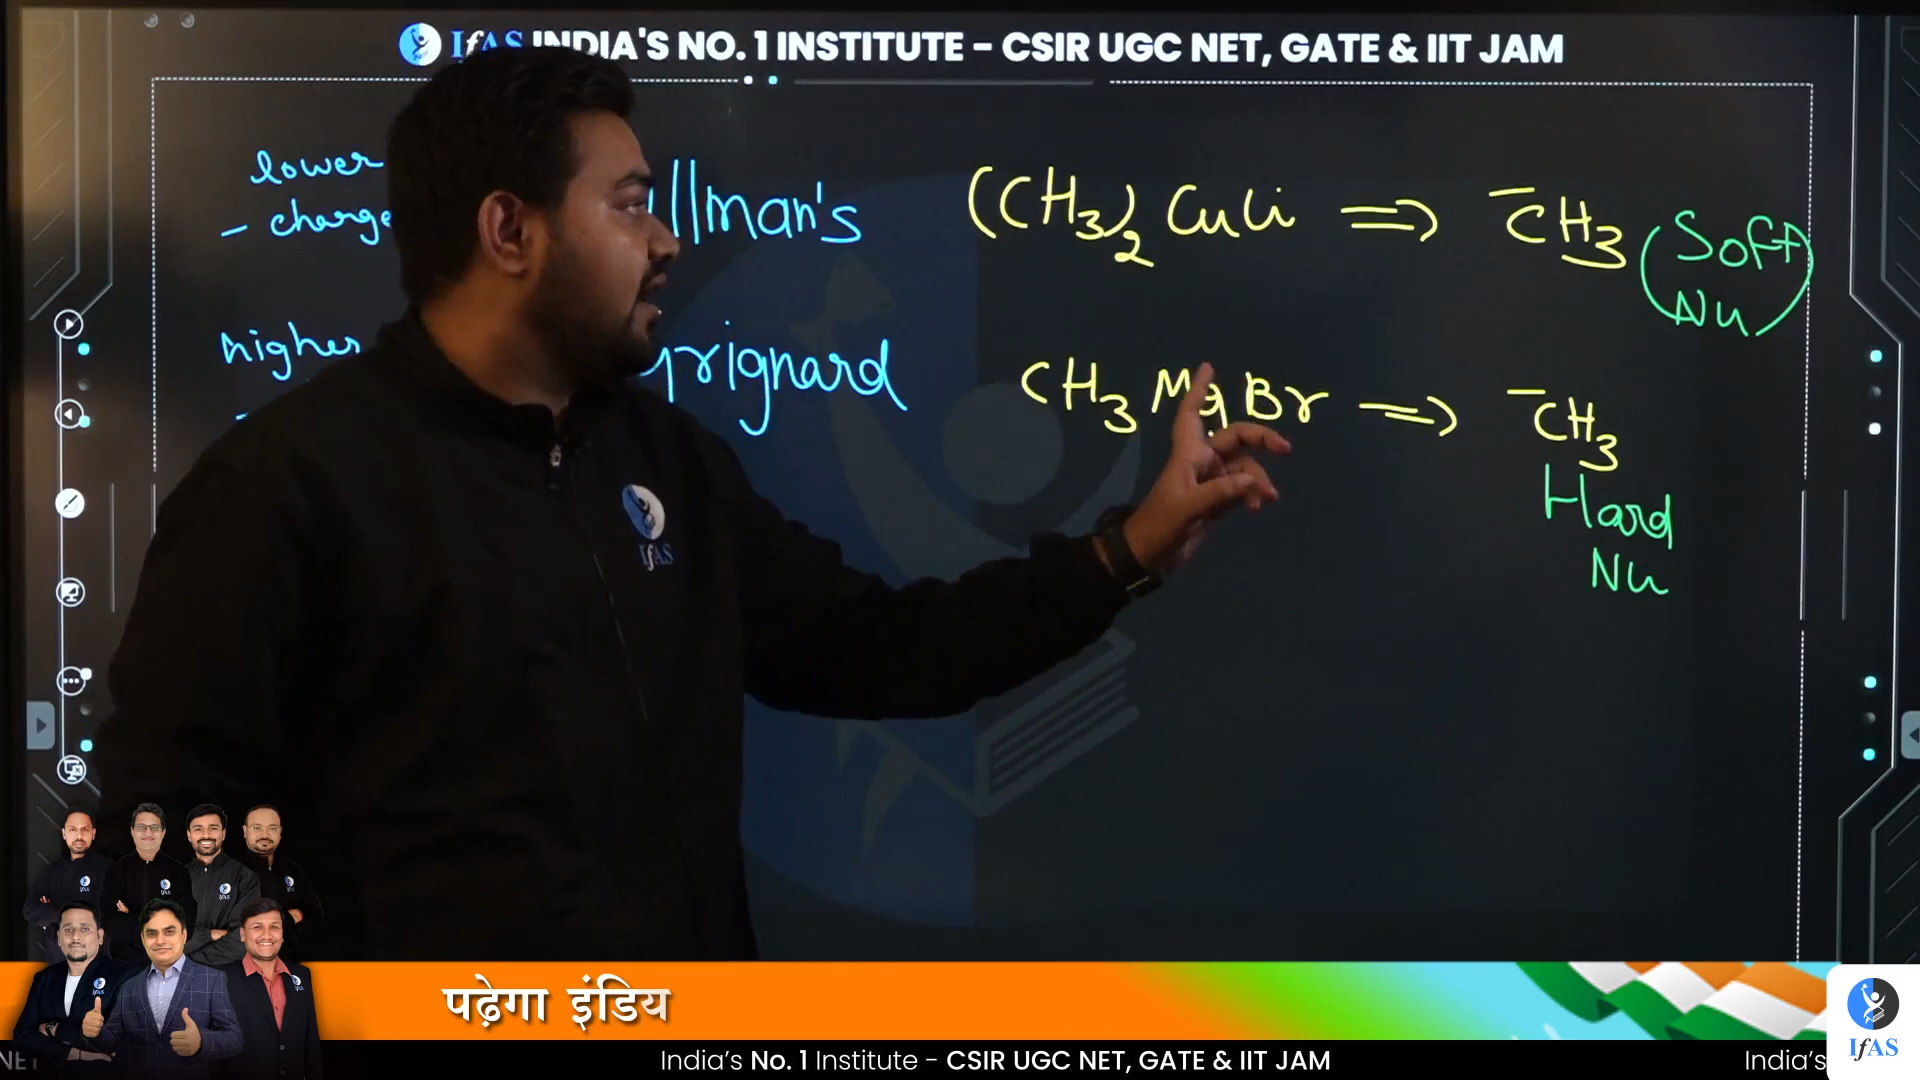 IfAS INDIA'S NO. 1 INSTITUTE - CSIR UGC NET, GATE & IIT JAM
lower
- charge
llman's
(CH3)2 CuLi ⇒ ‾CH3 (Soft Nu)
higher
rignard
CH3MgBr ⇒ ‾CH3
Hard
Nu
IfAS
पढ़ेगा इंडिय
India's No. 1 Institute - CSIR UGC NET, GATE & IIT JAM
India's
IfAS